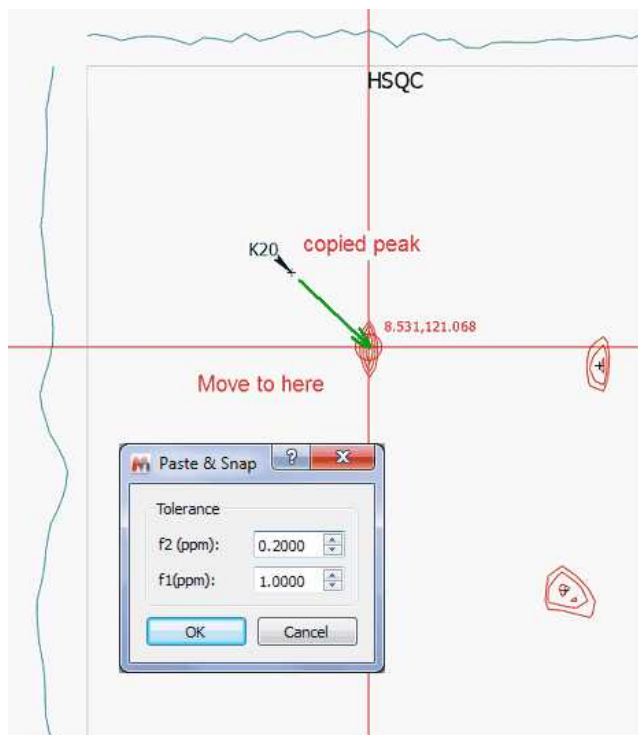 HSQC
K20
copied peak
8.531,121.068
Move to here
Paste & Snap
Tolerance
f2 (ppm): 0.2000
f1(ppm): 1.0000
OK Cancel